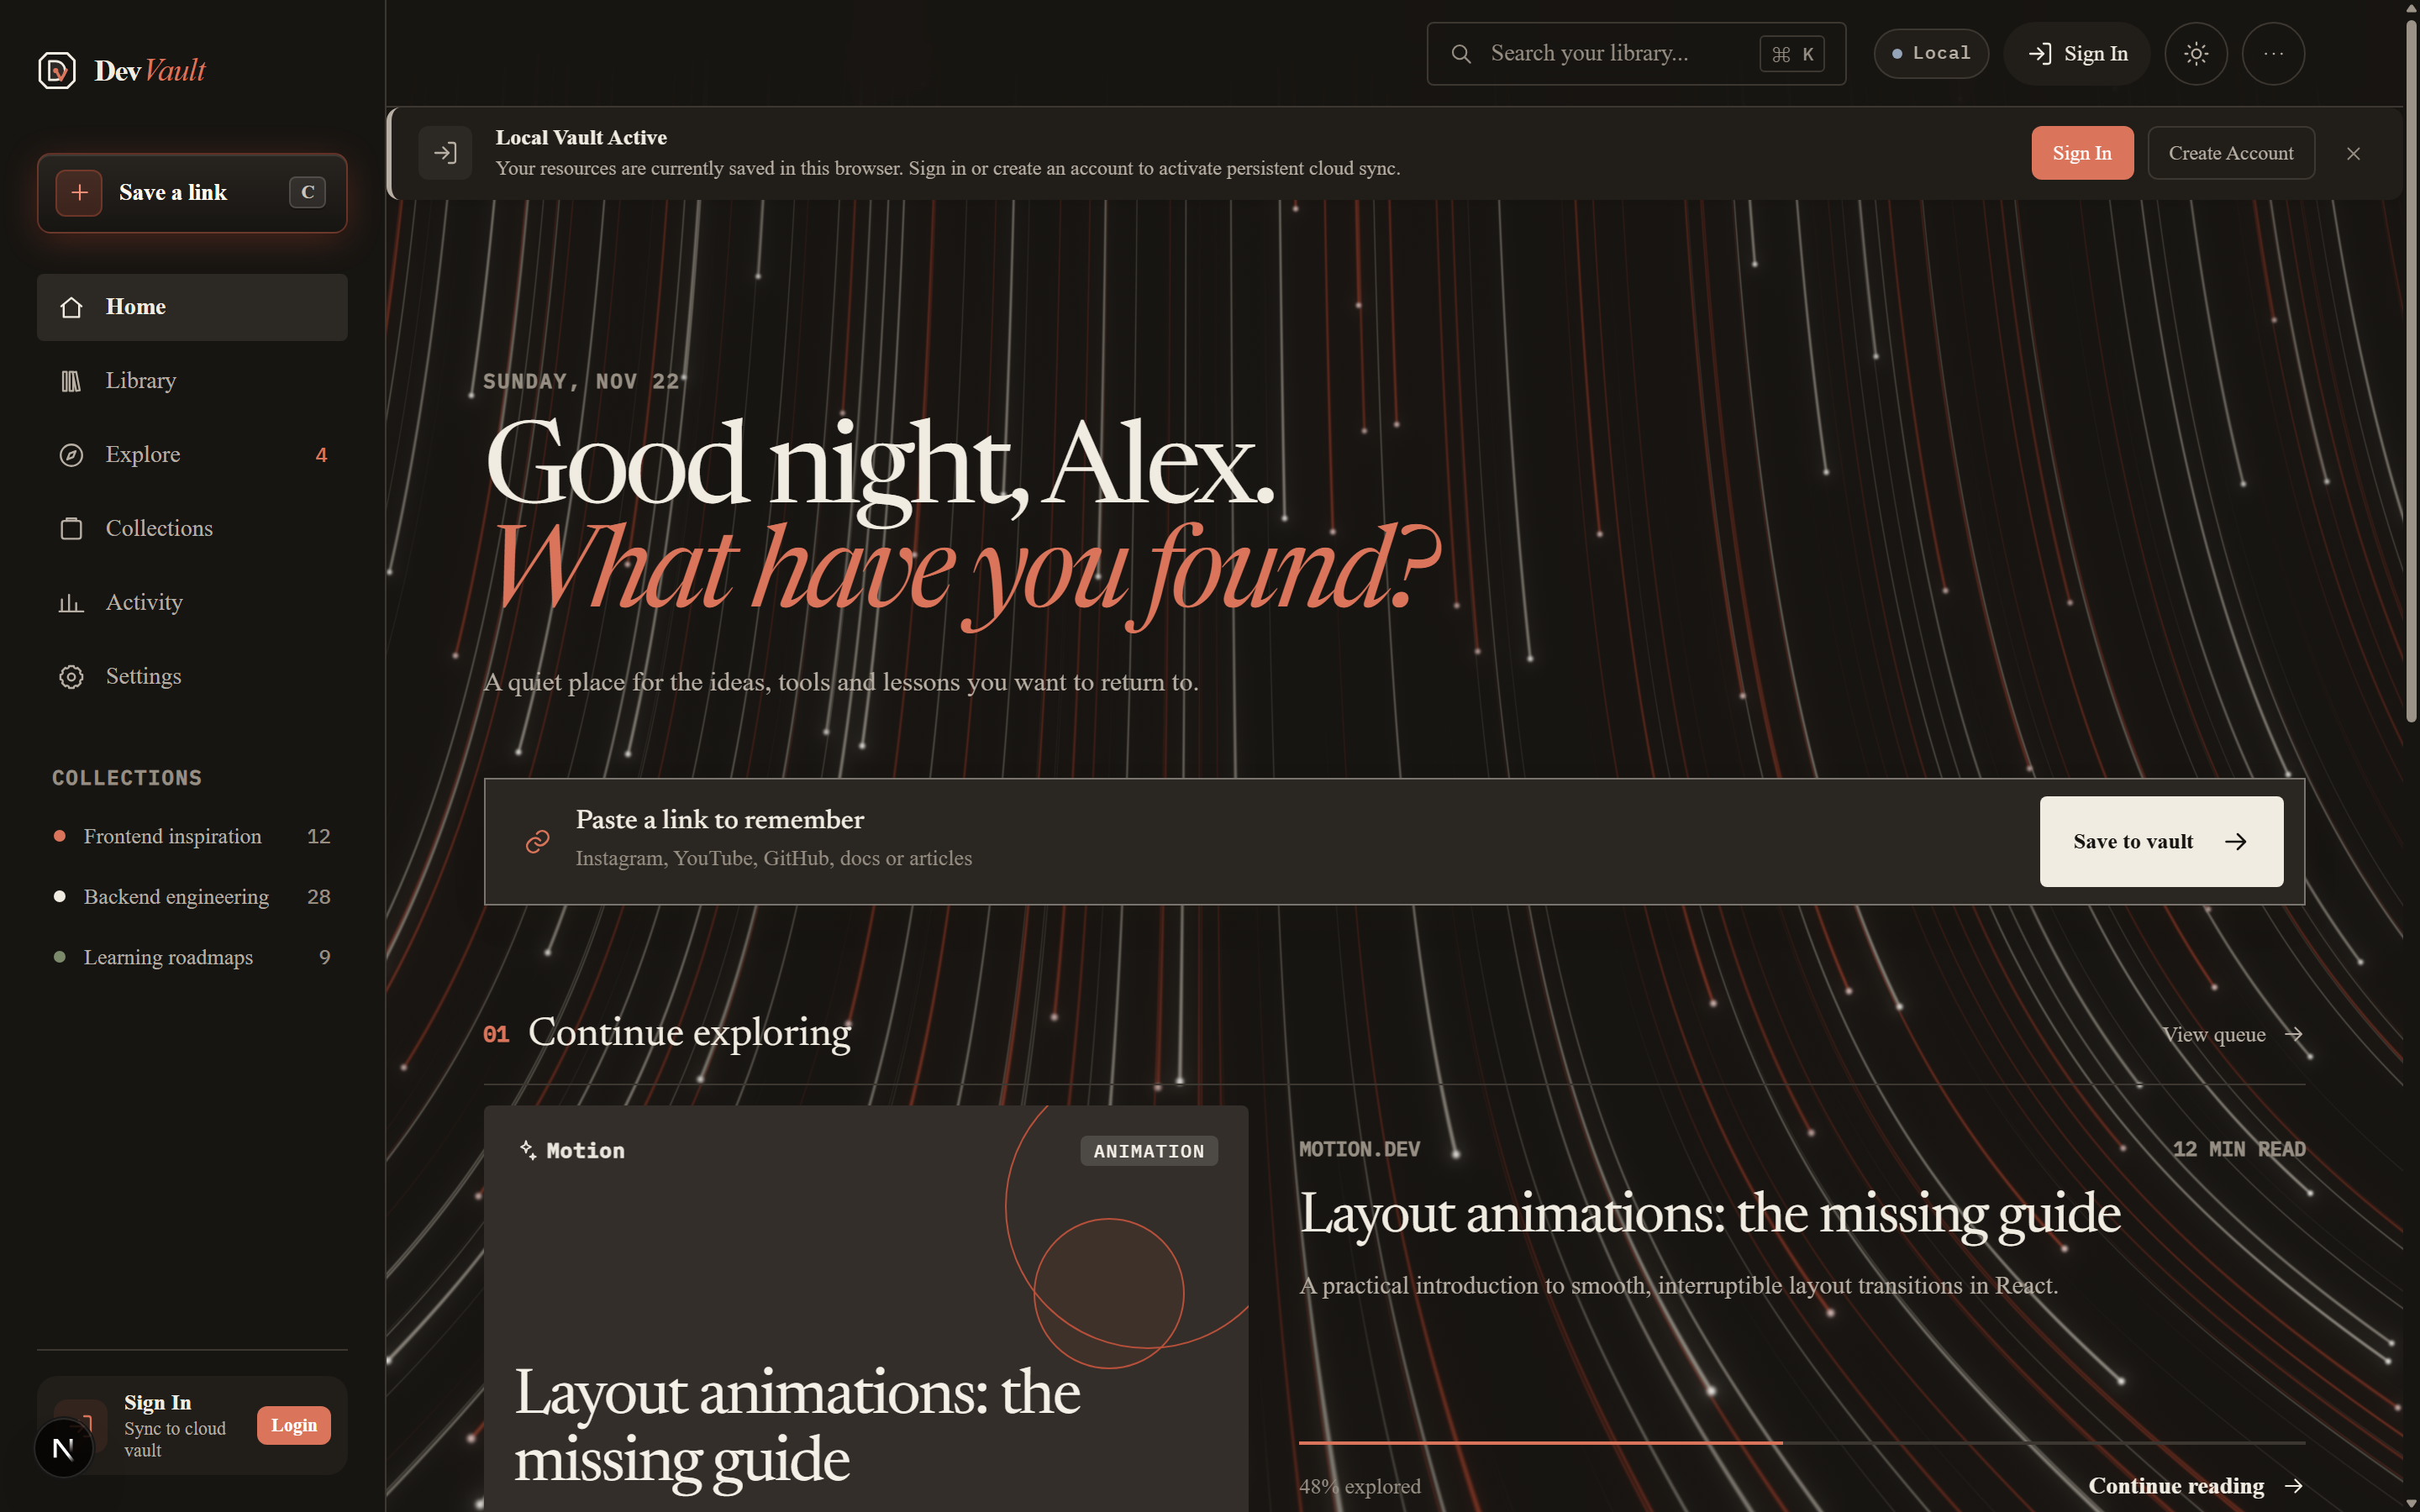 DevVault
Save a link C
Home
Library
Explore 4
Collections
Activity
Settings
COLLECTIONS
Frontend inspiration 12
Backend engineering 28
Learning roadmaps 9
Sign In
Sync to cloud
vault
Login
N
Search your library... ⌘ K
Local
Sign In
Local Vault Active
Your resources are currently saved in this browser. Sign in or create an account to activate persistent cloud sync.
Sign In
Create Account
SUNDAY, NOV 22
Good night, Alex.
What have you found?
A quiet place for the ideas, tools and lessons you want to return to.
Paste a link to remember
Instagram, YouTube, GitHub, docs or articles
Save to vault
01 Continue exploring
View queue
Motion
ANIMATION
Layout animations: the
missing guide
MOTION.DEV
12 MIN READ
Layout animations: the missing guide
A practical introduction to smooth, interruptible layout transitions in React.
48% explored
Continue reading